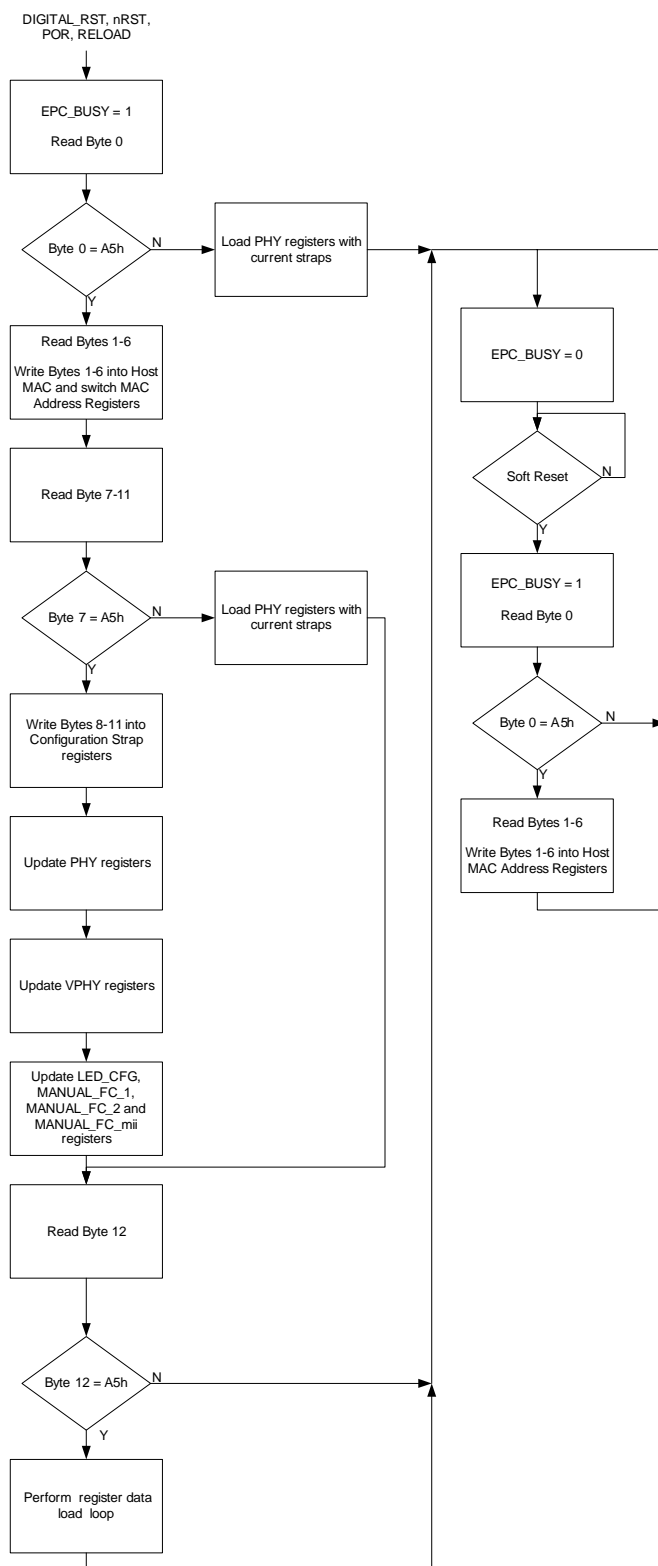 DIGITAL_RST, nRST,
POR, RELOAD
EPC_BUSY = 1
Read Byte 0
Byte 0 = A5h
N
Y
Load PHY registers with
current straps
Read Bytes 1-6
Write Bytes 1-6 into Host
MAC and switch MAC
Address Registers
Read Byte 7-11
Byte 7 = A5h
N
Y
Load PHY registers with
current straps
Write Bytes 8-11 into
Configuration Strap
registers
Update PHY registers
Update VPHY registers
Update LED_CFG,
MANUAL_FC_1,
MANUAL_FC_2 and
MANUAL_FC_mii
registers
Read Byte 12
Byte 12 = A5h
N
Y
Perform register data
load loop
EPC_BUSY = 0
Soft Reset
N
Y
EPC_BUSY = 1
Read Byte 0
Byte 0 = A5h
N
Y
Read Bytes 1-6
Write Bytes 1-6 into Host
MAC Address Registers